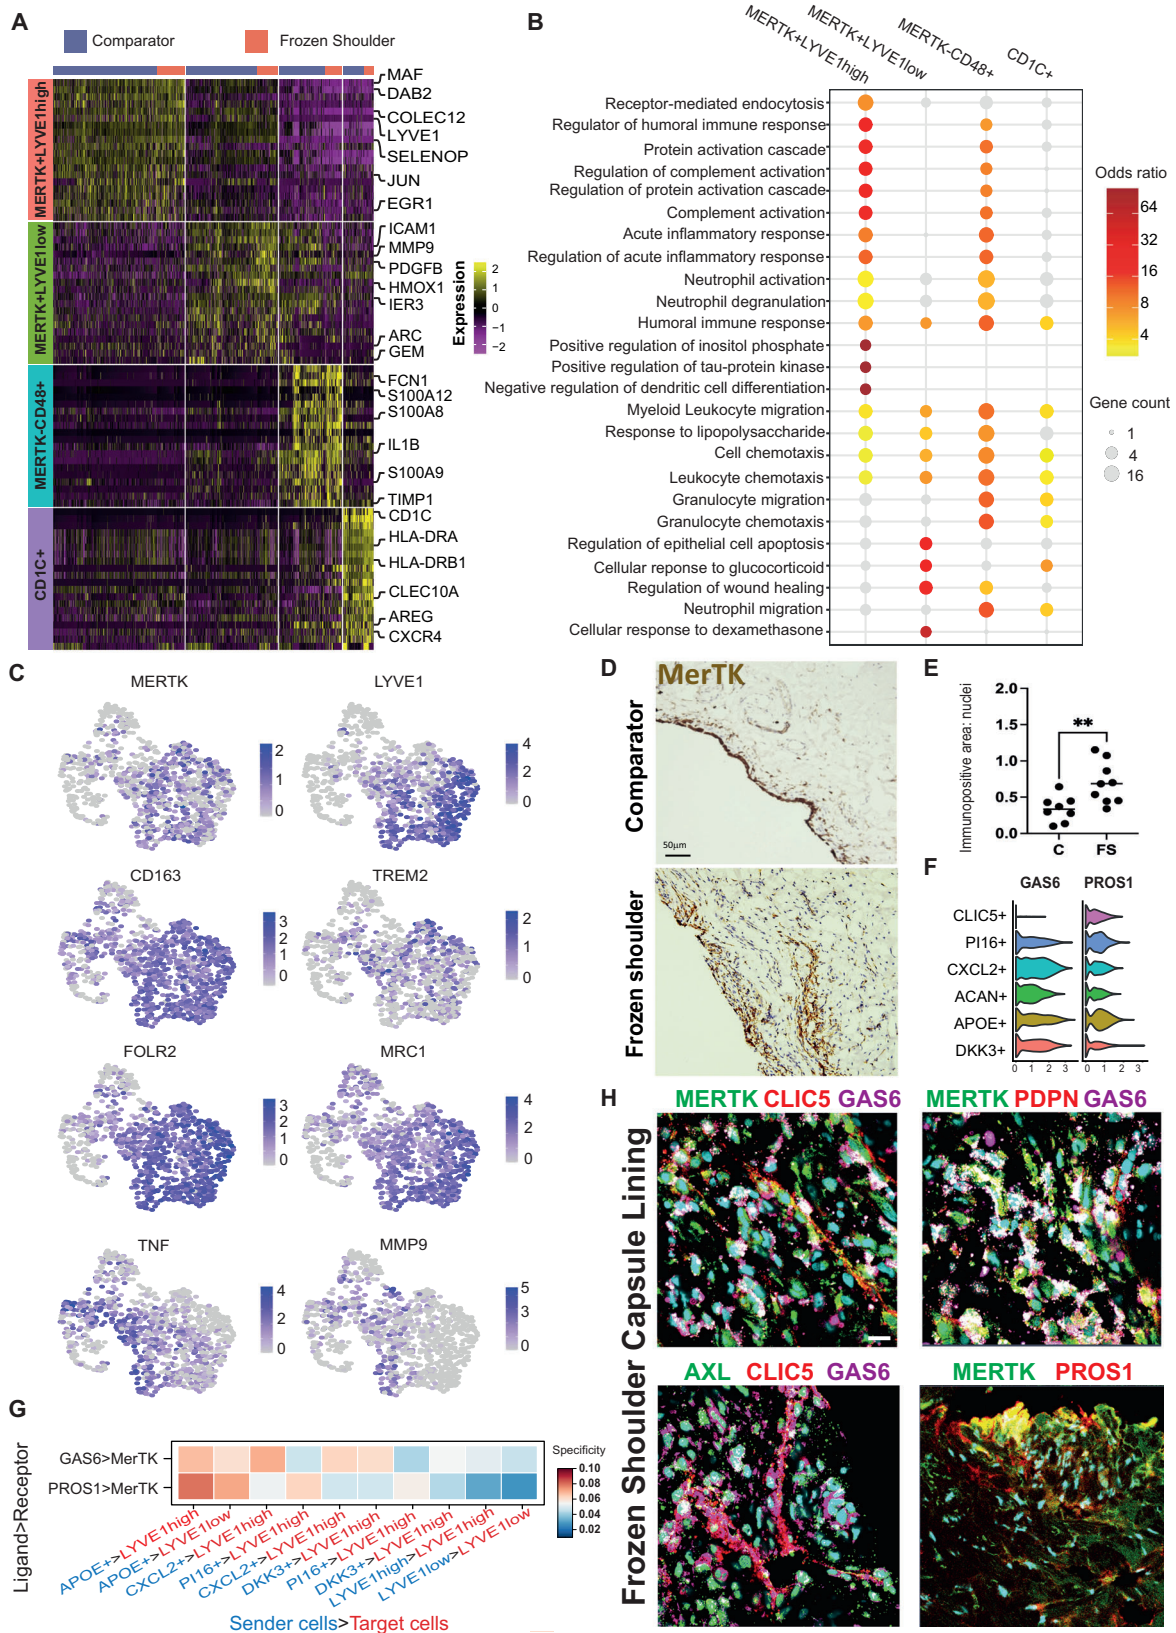 A
Comparator
Frozen Shoulder
MERTK+LYVE1high
MERTK+LYVE1low
MERTK-CD48+
CD1C+
MAF
DAB2
COLEC12
LYVE1
SELENOP
JUN
EGR1
ICAM1
MMP9
PDGFB
HMOX1
IER3
ARC
GEM
FCN1
S100A12
S100A8
IL1B
S100A9
TIMP1
CD1C
HLA-DRA
HLA-DRB1
CLEC10A
AREG
CXCR4
Expression
2
1
0
−1
−2
B
MERTK+LYVE1high
MERTK+LYVE1low
MERTK-CD48+
CD1C+
Receptor-mediated endocytosis
Regulator of humoral immune response
Protein activation cascade
Regulation of complement activation
Regulation of protein activation cascade
Complement activation
Acute inflammatory response
Regulation of acute inflammatory response
Neutrophil activation
Neutrophil degranulation
Humoral immune response
Positive regulation of inositol phosphate
Positive regulation of tau-protein kinase
Negative regulation of dendritic cell differentiation
Myeloid Leukocyte migration
Response to lipopolysaccharide
Cell chemotaxis
Leukocyte chemotaxis
Granulocyte migration
Granulocyte chemotaxis
Regulation of epithelial cell apoptosis
Cellular reponse to glucocorticoid
Regulation of wound healing
Neutrophil migration
Cellular response to dexamethasone
Odds ratio
64
32
16
8
4
Gene count
1
4
16
C
MERTK
2
1
0
LYVE1
4
2
0
CD163
3
2
1
0
TREM2
2
1
0
FOLR2
3
2
1
0
MRC1
4
2
0
TNF
4
2
0
MMP9
5
3
0
D
MerTK
Comparator
50μm
Frozen shoulder
E
Immunopositive area: nuclei
2.0
1.5
1.0
0.5
0.0
**
C
FS
F
GAS6
PROS1
CLIC5+
PI16+
CXCL2+
ACAN+
APOE+
DKK3+
0 1 2 3
0 1 2 3
G
Ligand>Receptor
GAS6>MerTK
PROS1>MerTK
APOE+>LYVE1high
APOE+>LYVE1low
CXCL2+>LYVE1high
PI16+>LYVE1high
CXCL2+>LYVE1high
DKK3+>LYVE1high
PI16+>LYVE1high
DKK3+>LYVE1high
LYVE1high>LYVE1high
LYVE1low>LYVE1low
Sender cells>Target cells
Specificity
0.10
0.08
0.06
0.04
0.02
H
Frozen Shoulder Capsule Lining
MERTK CLIC5 GAS6
MERTK PDPN GAS6
AXL CLIC5 GAS6
MERTK PROS1